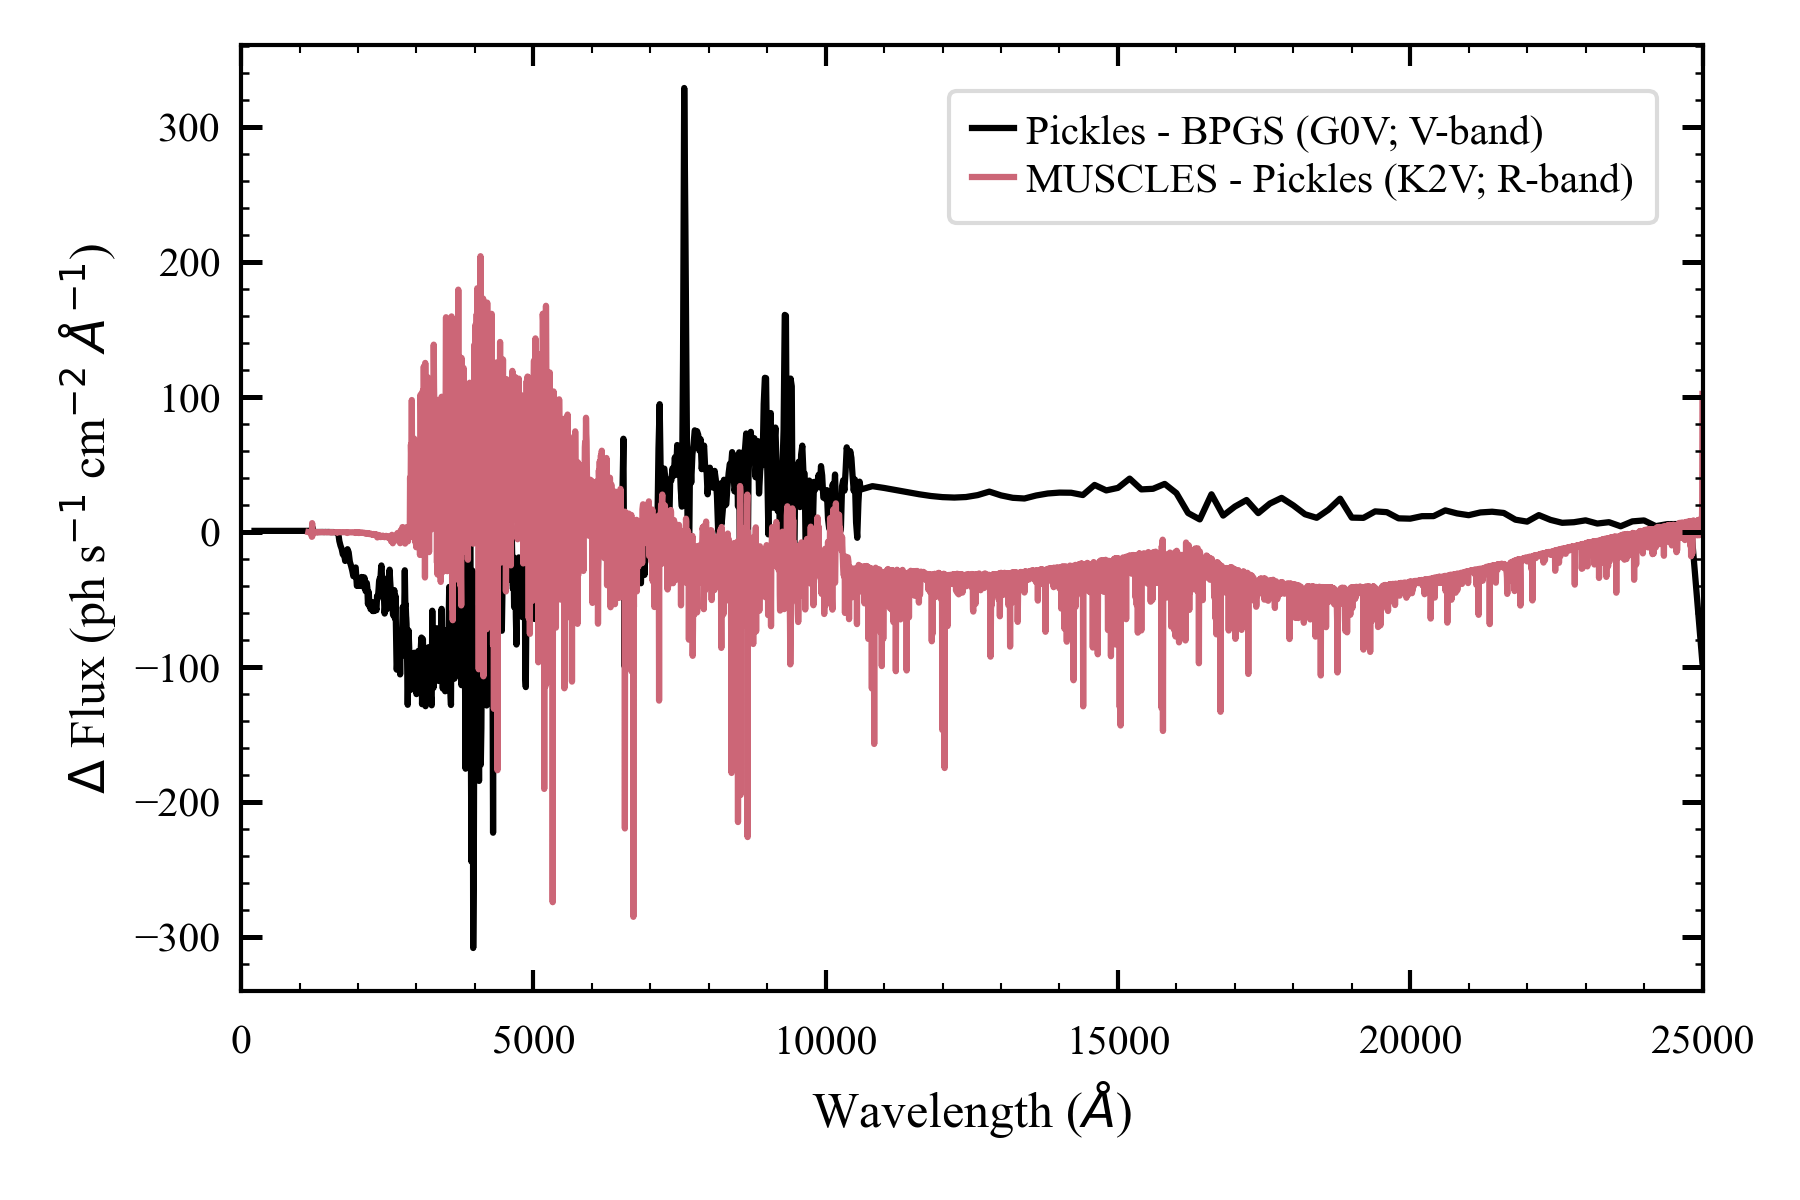 Pickles - BPGS (G0V; V-band)
MUSCLES - Pickles (K2V; R-band)
Δ Flux (ph s⁻¹ cm⁻² Å⁻¹)
300
200
100
0
−100
−200
−300
0 5000 10000 15000 20000 25000
Wavelength (Å)